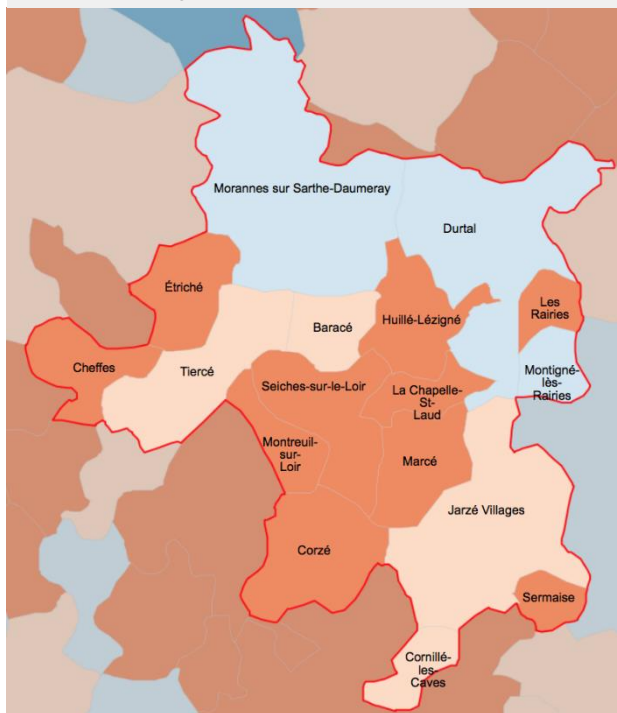 Morannes sur Sarthe-Daumeray
Durtal
Étriché
Les
Rairies
Huillé-Lézigné
Baracé
Cheffes
Tiercé
Montigné-
lès-
Rairies
Seiches-sur-le-Loir
La Chapelle-
St-
Laud
Montreuil-
sur-
Loir
Marcé
Jarzé Villages
Corzé
Sermaise
Cornillé-
les-
Caves